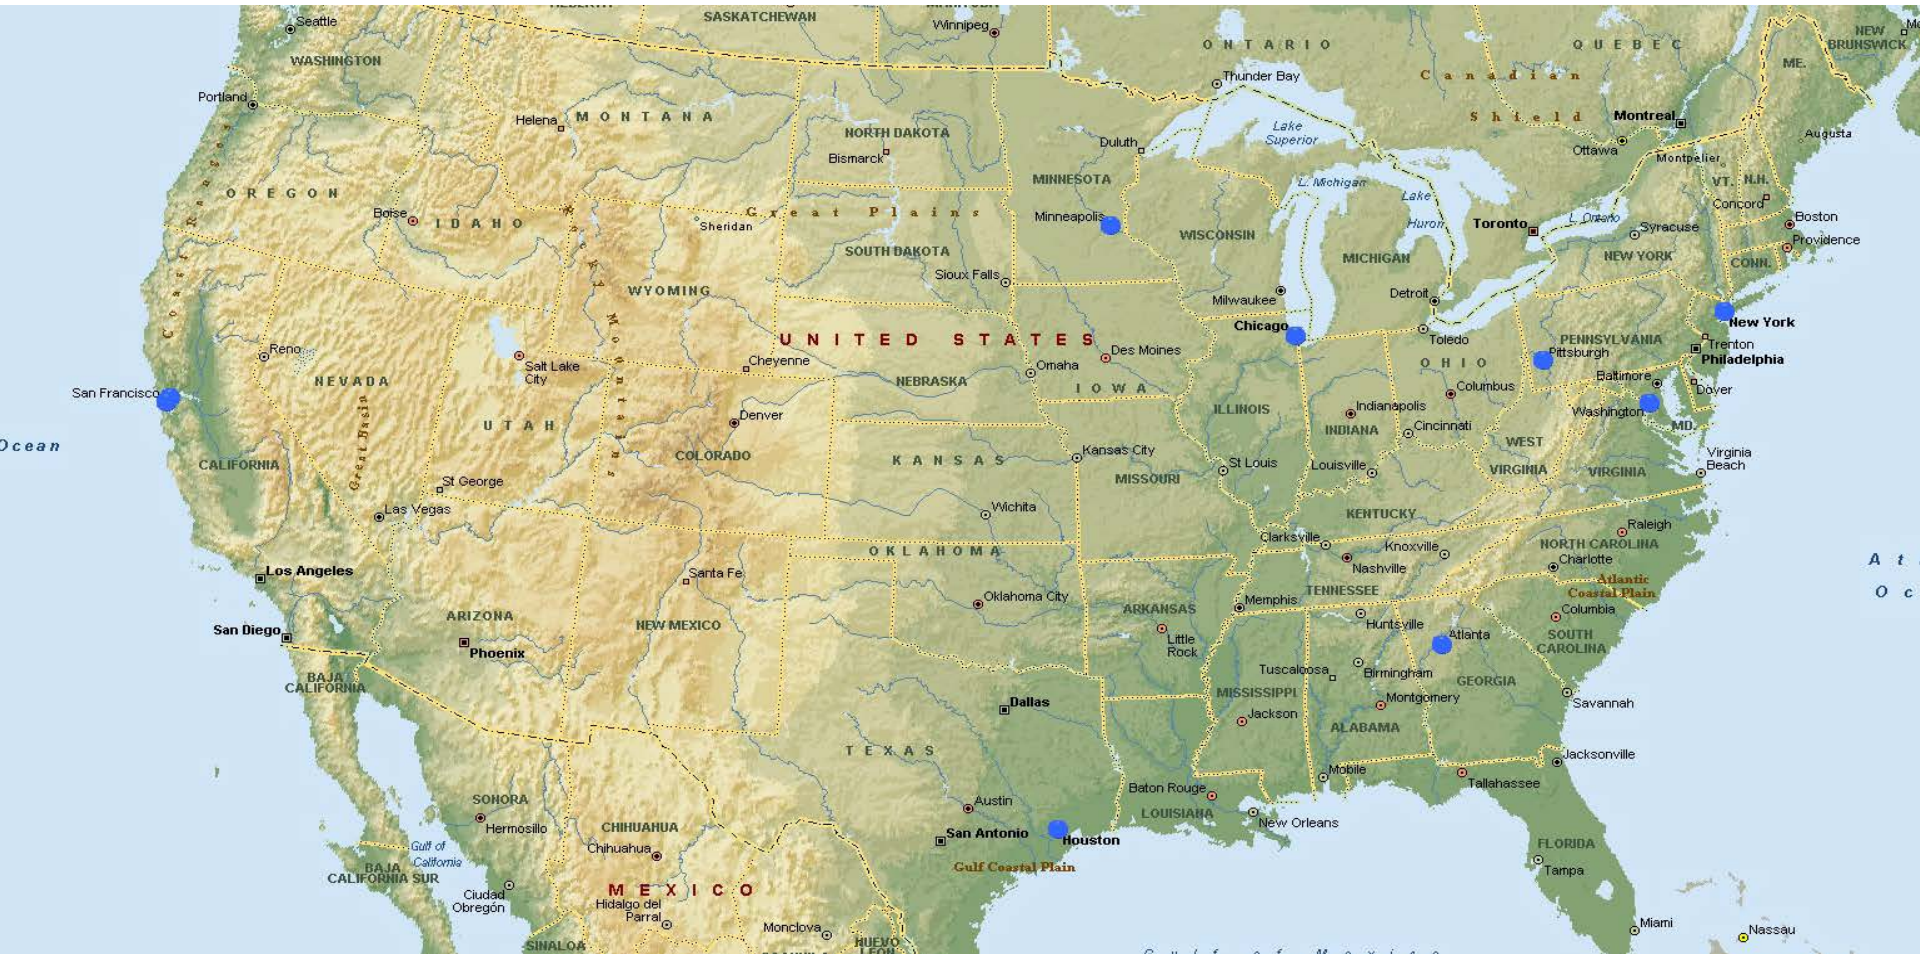 SASKATCHEWAN
Winnipeg
Seattle
WASHINGTON
ONTARIO
QUEBEC
NEW
BRUNSWICK
ME.
Canadian
Shield
Thunder Bay
Portland
Helena
MONTANA
NORTH DAKOTA
Bismarck
Duluth
Lake
Superior
Montreal
Ottawa
Augusta
Montpelier
VT.
N.H.
Concord
OREGON
Coast Ranges
Boise
IDAHO
Rocky Mountains
Great Plains
Sheridan
MINNESOTA
Minneapolis
L. Michigan
Lake
Huron
Toronto
L. Ontario
Syracuse
Boston
Providence
SOUTH DAKOTA
Sioux Falls
WISCONSIN
MICHIGAN
NEW YORK
CONN.
WYOMING
Milwaukee
Detroit
Chicago
New York
UNITED STATES
Reno
Salt Lake
City
Cheyenne
Omaha
Des Moines
Toledo
PENNSYLVANIA
Pittsburgh
Trenton
Philadelphia
OHIO
San Francisco
NEVADA
Great Basin
NEBRASKA
IOWA
Columbus
Baltimore
Dover
Washington
MD.
UTAH
Denver
COLORADO
ILLINOIS
Indianapolis
INDIANA
Cincinnati
Ocean
CALIFORNIA
KANSAS
Kansas City
MISSOURI
St Louis
Louisville
WEST
VIRGINIA
VIRGINIA
Virginia
Beach
St George
Las Vegas
Wichita
KENTUCKY
Raleigh
NORTH CAROLINA
OKLAHOMA
Clarksville
Nashville
Knoxville
Charlotte
Los Angeles
Santa Fe
Atlantic
Coastal Plain
TENNESSEE
Oklahoma City
ARKANSAS
Memphis
Huntsville
Columbia
ARIZONA
NEW MEXICO
San Diego
Phoenix
Little
Rock
Atlanta
SOUTH
CAROLINA
Tuscaloosa
Birmingham
BAJA
CALIFORNIA
MISSISSIPPI
GEORGIA
Dallas
Jackson
Montgomery
Savannah
ALABAMA
TEXAS
Jacksonville
Mobile
Tallahassee
Baton Rouge
SONORA
Austin
LOUISIANA
New Orleans
Hermosillo
CHIHUAHUA
Chihuahua
San Antonio
Houston
Gulf Coastal Plain
FLORIDA
Gulf of
California
BAJA
CALIFORNIA SUR
Tampa
MEXICO
Ciudad
Obregón
Hidalgo del
Parral
Monclova
Miami
Nassau
SINALOA
NUEVO
LEON